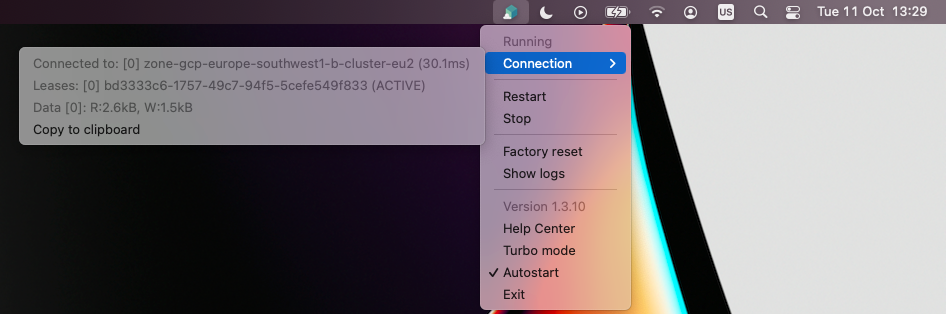 US
Tue 11 Oct 13:29
Running
Connection
Connected to: [0] zone-gcp-europe-southwest1-b-cluster-eu2 (30.1ms)
Leases: [0] bd3333c6-1757-49c7-94f5-5cefe549f833 (ACTIVE)
Data [0]: R:2.6kB, W:1.5kB
Copy to clipboard
Restart
Stop
Factory reset
Show logs
Version 1.3.10
Help Center
Turbo mode
Autostart
Exit